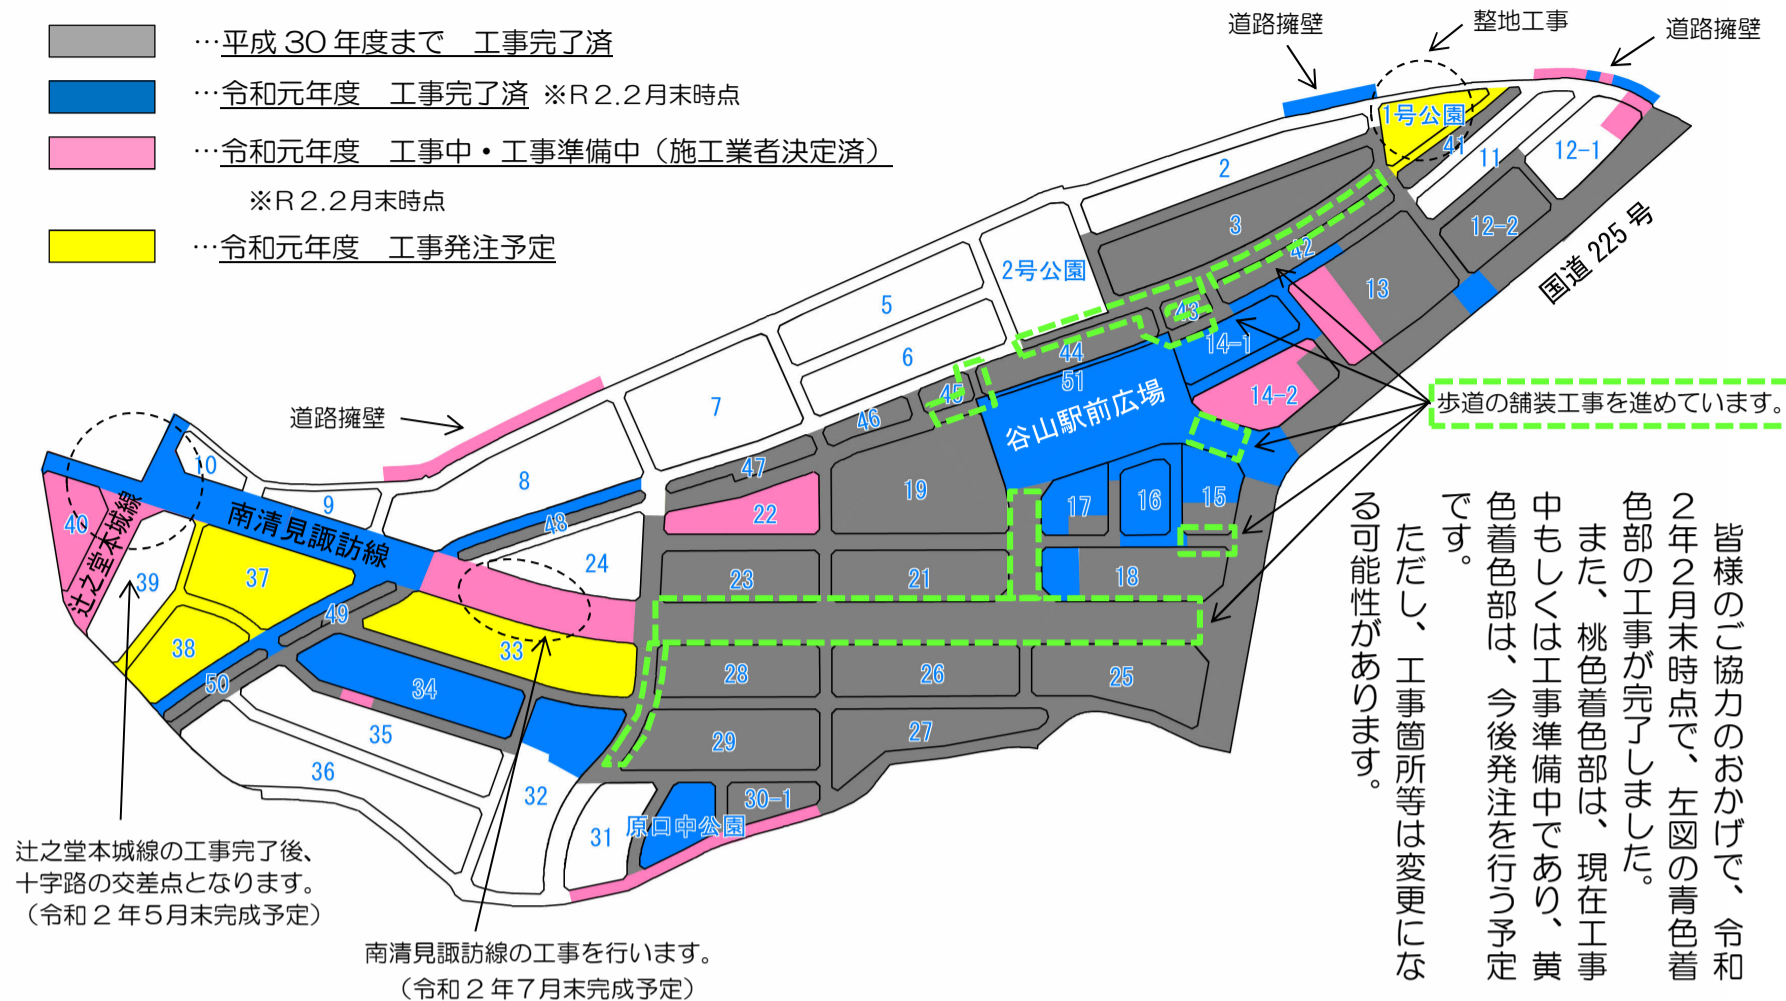 …平成30年度まで　工事完了済
…令和元年度　工事完了済 ※R2.2月末時点
…令和元年度　工事中・工事準備中（施工業者決定済）
※R2.2月末時点
…令和元年度　工事発注予定
道路擁壁
整地工事
道路擁壁
1号公園
41
11
12-1
2
3
12-2
国道225号
42
2号公園
13
5
43
14-1
6
44
51
45
14-2
歩道の舗装工事を進めています。
7
46
谷山駅前広場
道路擁壁
10
47
8
19
9
22
17
16
15
40
南清見諏訪線
48
辻之堂本城線
24
39
37
23
21
18
49
38
33
50
34
28
26
25
35
29
27
36
32
30-1
31
原口中公園
辻之堂本城線の工事完了後、
十字路の交差点となります。
（令和2年5月末完成予定）
南清見諏訪線の工事を行います。
（令和2年7月末完成予定）
皆様のご協力のおかげで、令和
2年2月末時点で、左図の青色着
色部の工事が完了しました。
また、桃色着色部は、現在工事
中もしくは工事準備中であり、黄
色着色部は、今後発注を行う予定
です。
ただし、工事箇所等は変更にな
る可能性があります。